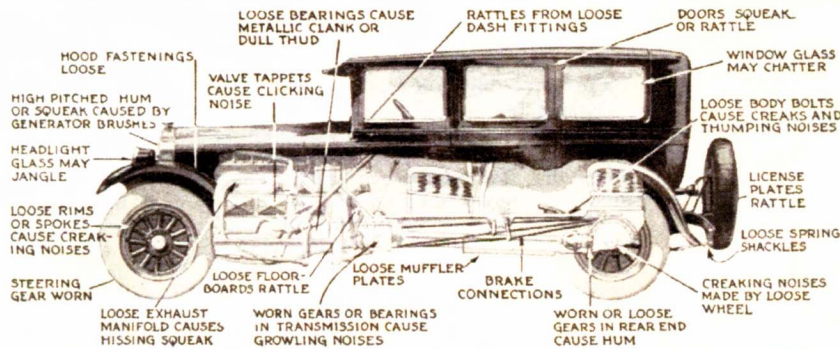 LOOSE BEARINGS CAUSE
METALLIC CLANK OR
DULL THUD
RATTLES FROM LOOSE
DASH FITTINGS
DOORS SQUEAK
OR RATTLE
HOOD FASTENINGS
LOOSE
WINDOW GLASS
MAY CHATTER
VALVE TAPPETS
CAUSE CLICKING
NOISE
HIGH PITCHED HUM
OR SQUEAK CAUSED BY
GENERATOR BRUSHES
LOOSE BODY BOLTS
CAUSE CREAKS AND
THUMPING NOISES
HEADLIGHT
GLASS MAY
JANGLE
LICENSE
PLATES
RATTLE
LOOSE RIMS
OR SPOKES
CAUSE CREAK-
ING NOISES
LOOSE SPRING
SHACKLES
STEERING
GEAR WORN
LOOSE FLOOR-
BOARDS RATTLE
LOOSE MUFFLER
PLATES
BRAKE
CONNECTIONS
CREAKING NOISES
MADE BY LOOSE
WHEEL
LOOSE EXHAUST
MANIFOLD CAUSES
HISSING SQUEAK
WORN GEARS OR BEARINGS
IN TRANSMISSION CAUSE
GROWLING NOISES
WORN OR LOOSE
GEARS IN REAR END
CAUSE HUM